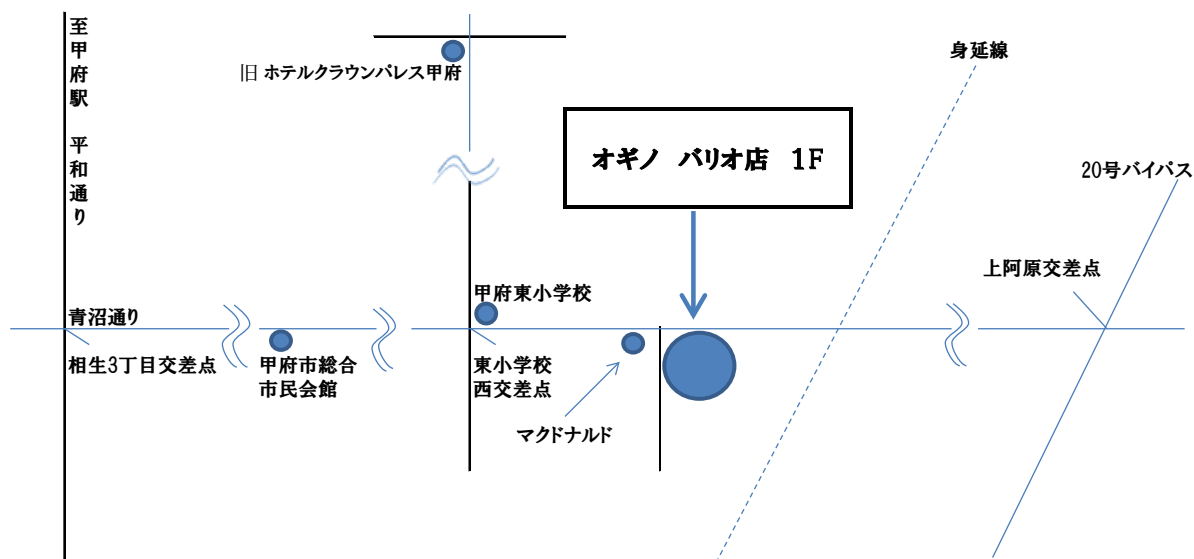 至甲府駅 平和通り
旧 ホテルクラウンパレス甲府
身延線
オギノ バリオ店 1F
20号バイパス
上阿原交差点
甲府東小学校
青沼通り
相生3丁目交差点
甲府市総合
市民会館
東小学校
西交差点
マクドナルド